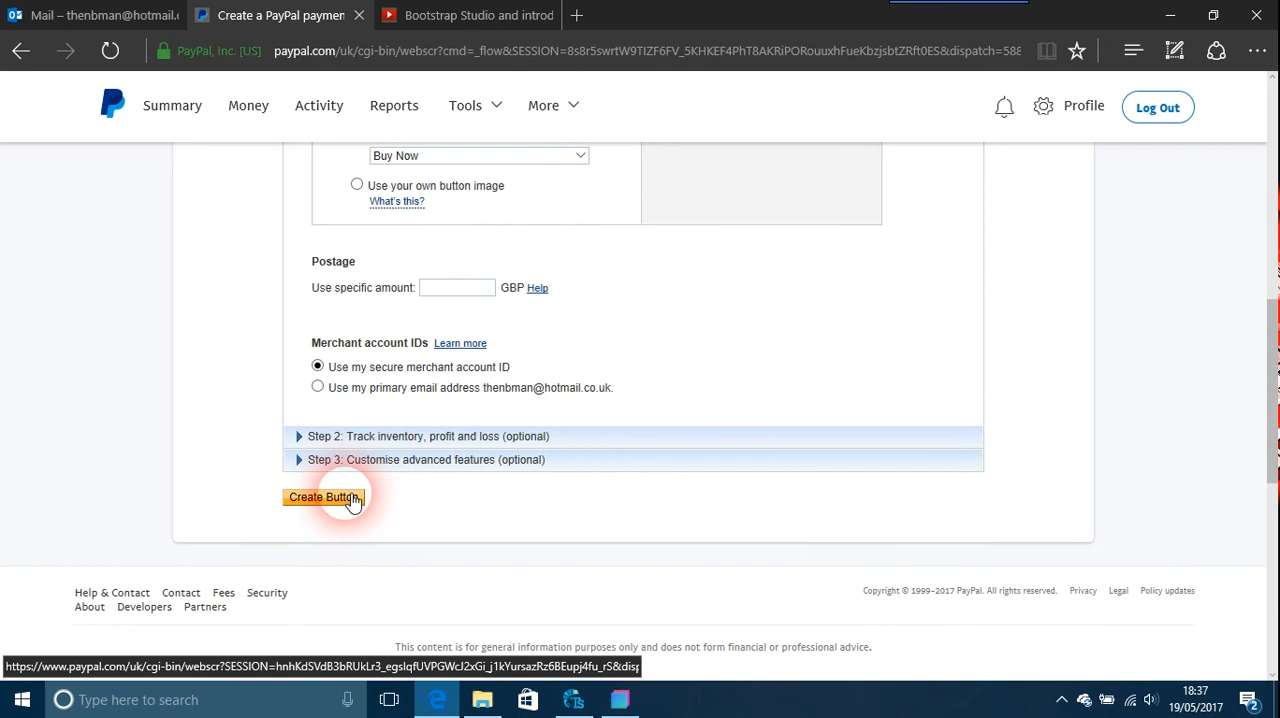 Mail – thenbman@hotmail.c
Create a PayPal paymen
Bootstrap Studio and introd
PayPal, Inc. [US]
paypal.com/uk/cgi-bin/webscr?cmd=_flow&SESSION=8s8r5swrtW9TIZF6FV_5KHKEF4PhT8AKRiPORouuxhFueKbzjsbtZRft0ES&dispatch=588
Summary
Money
Activity
Reports
Tools
More
Profile
Log Out
Buy Now
Use your own button image
What's this?
Postage
Use specific amount:
GBP Help
Merchant account IDs Learn more
Use my secure merchant account ID
Use my primary email address thenbman@hotmail.co.uk.
Step 2: Track inventory, profit and loss (optional)
Step 3: Customise advanced features (optional)
Create Button
Help & Contact Contact Fees Security
About Developers Partners
Copyright © 1999–2017 PayPal. All rights reserved.
Privacy
Legal
Policy updates
This content is for general information purposes only and does not form financial or professional advice.
https://www.paypal.com/uk/cgi-bin/webscr?SESSION=hnhKdSVdB3bRUkLr3_egsIqfUVPGWcJ2xGi_j1kYursazRz6BEupj4fu_rS&disp
Type here to search
18:37
19/05/2017
2